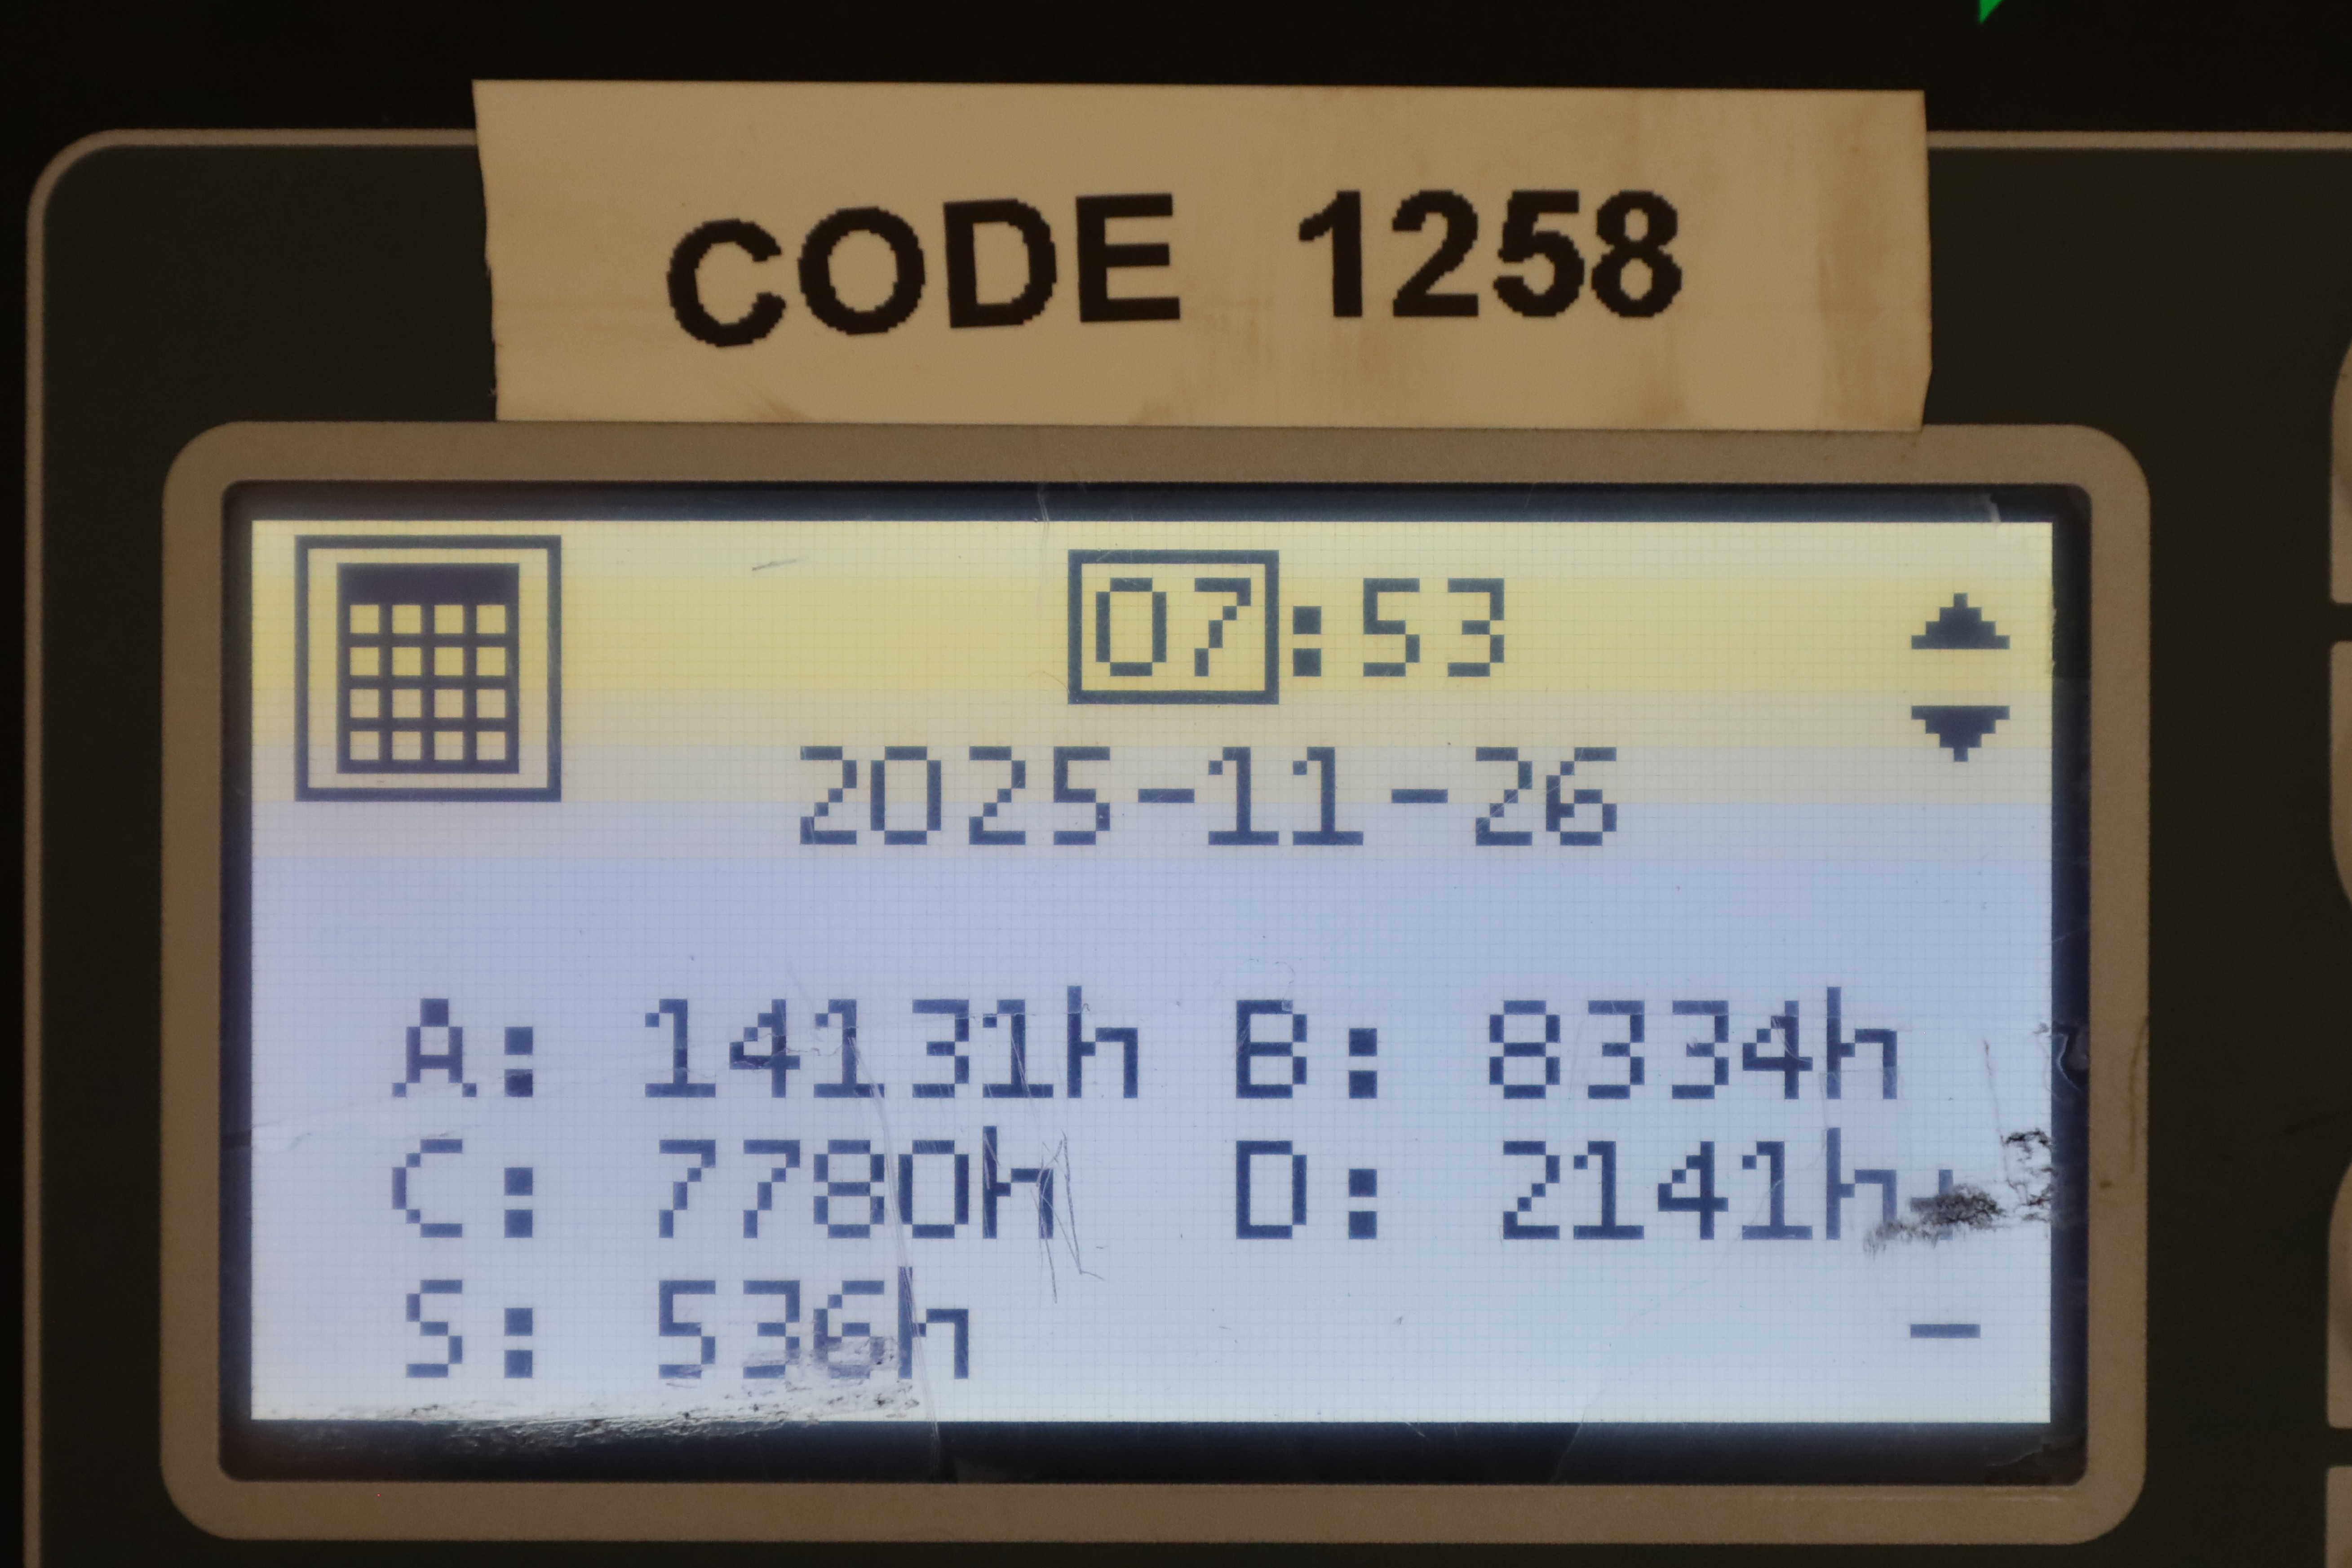 CODE 1258
07:53
2025-11-26
A: 14131h B: 8334h
C: 7780h D: 2141h+
S: 536h -